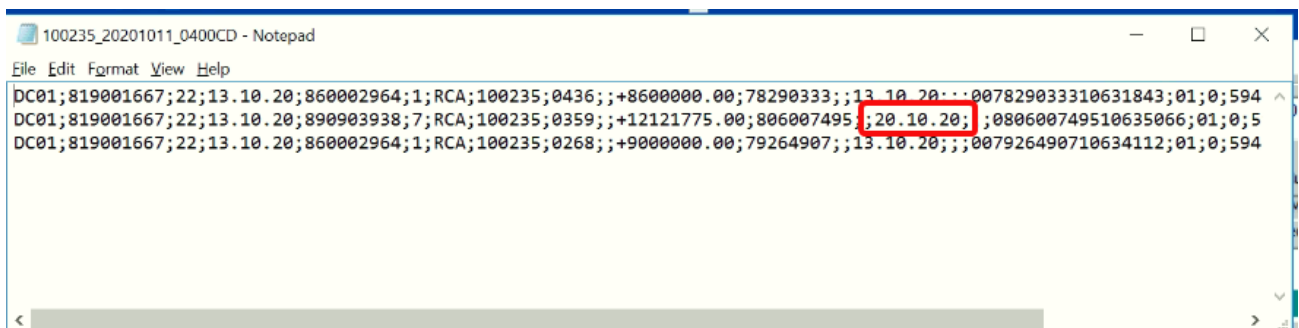 100235_20201011_0400CD - Notepad
File Edit Format View Help
DC01;819001667;22;13.10.20;860002964;1;RCA;100235;0436;;+8600000.00;78290333;;13.10.20;;;007829033310631843;01;0;594
DC01;819001667;22;13.10.20;890903938;7;RCA;100235;0359;;+12121775.00;806007495;;20.10.20;;;080600749510635066;01;0;5
DC01;819001667;22;13.10.20;860002964;1;RCA;100235;0268;;+9000000.00;79264907;;13.10.20;;;007926490710634112;01;0;594